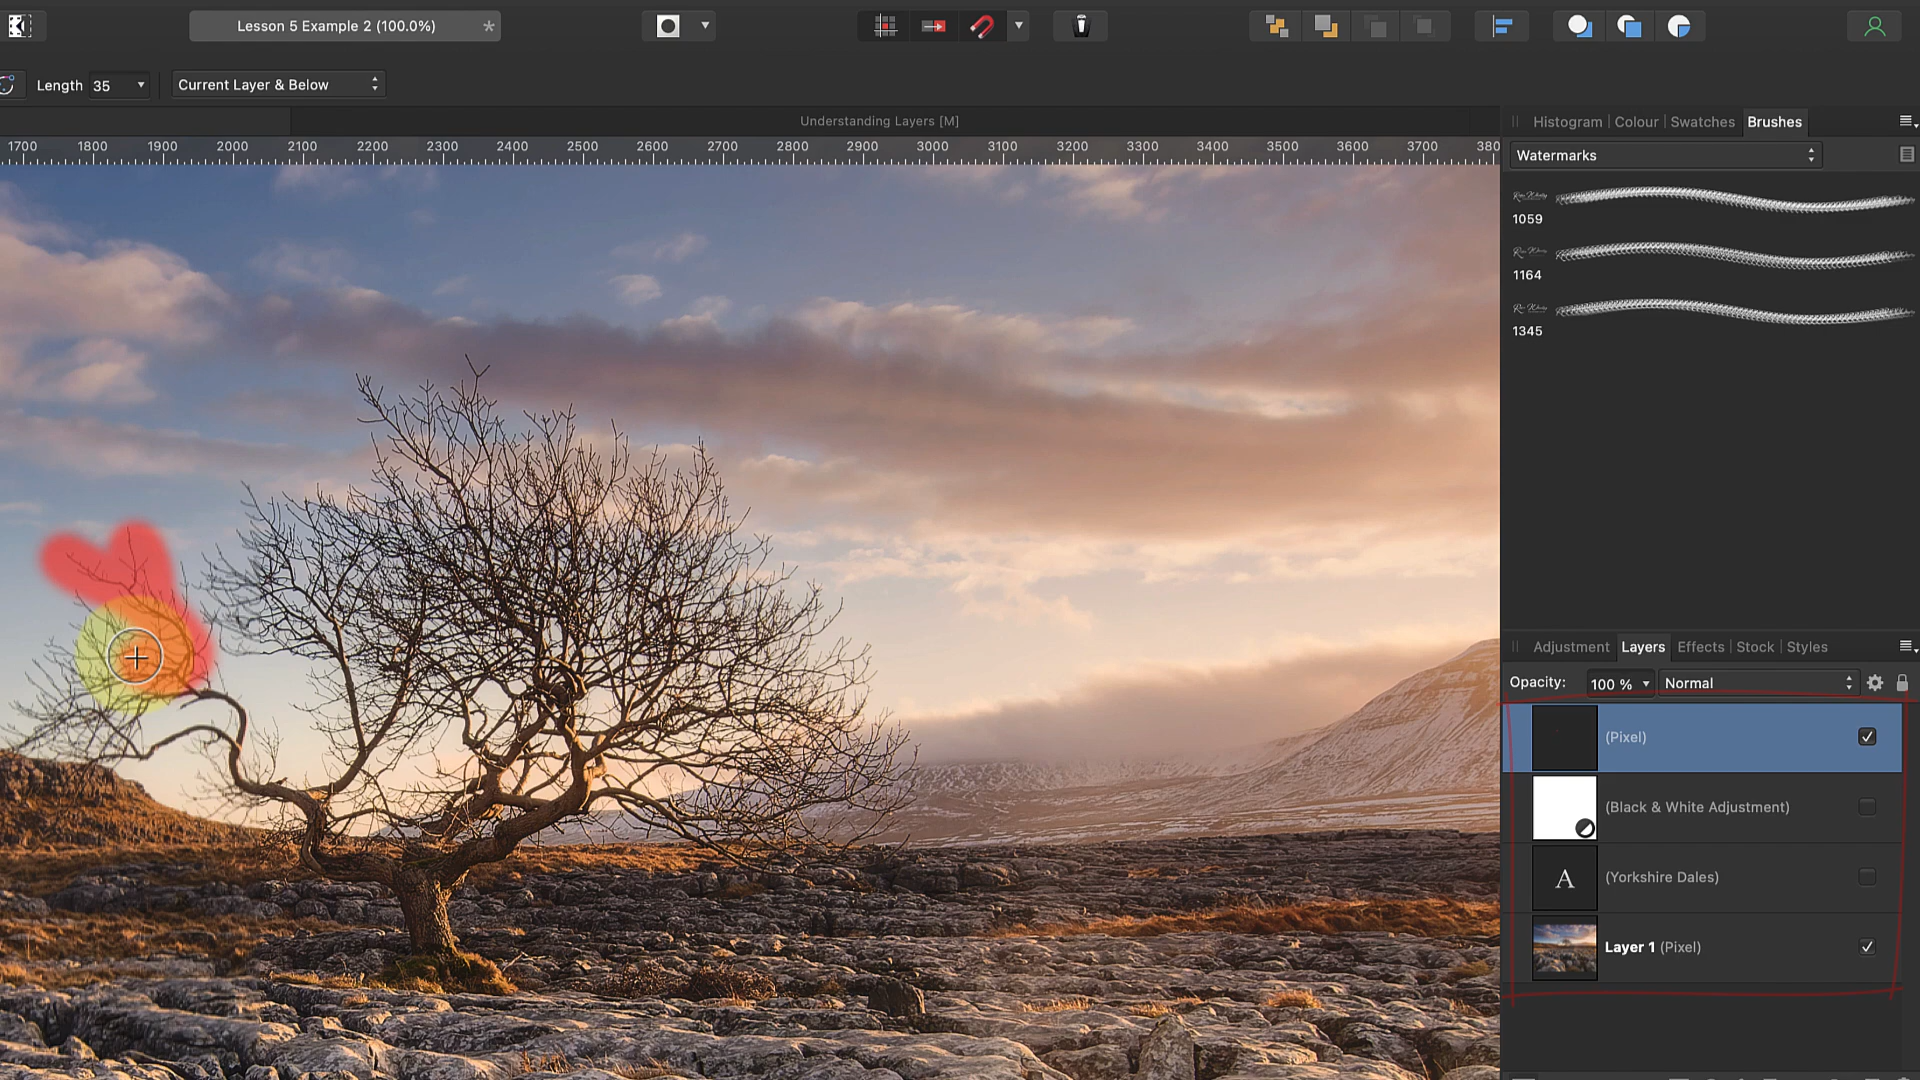 Lesson 5 Example 2 (100.0%) *
Length 35 Current Layer & Below
Understanding Layers [M]
1700 1800 1900 2000 2100 2200 2300 2400 2500 2600 2700 2800 2900 3000 3100 3200 3300 3400 3500 3600 3700 380
Histogram Colour Swatches Brushes
Watermarks
1059
1164
1345
Adjustment Layers Effects Stock Styles
Opacity: 100 % Normal
(Pixel)
(Black & White Adjustment)
A (Yorkshire Dales)
Layer 1 (Pixel)